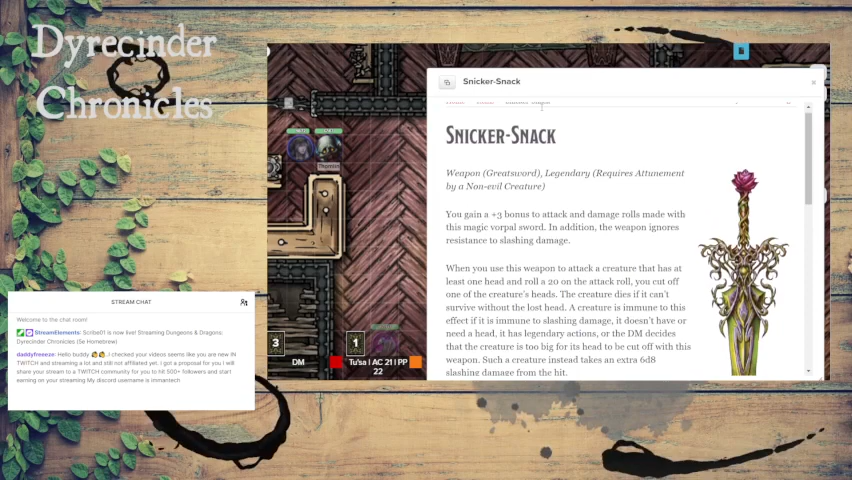 Dyrecinder
Chronicles
Snicker-Snack
SNICKER-SNACK
Weapon (Greatsword), Legendary (Requires Attunement
by a Non-evil Creature)
You gain a +3 bonus to attack and damage rolls made with
this magic vorpal sword. In addition, the weapon ignores
resistance to slashing damage.
When you use this weapon to attack a creature that has at
least one head and roll a 20 on the attack roll, you cut off
one of the creature's heads. The creature dies if it can't
survive without the lost head. A creature is immune to this
effect if it is immune to slashing damage, it doesn't have or
need a head, it has legendary actions, or the DM decides
that the creature is too big for its head to be cut off with this
weapon. Such a creature instead takes an extra 6d8
slashing damage from the hit.
3
DM
1
Tu'sa | AC 21 | PP
22
STREAM CHAT
Welcome to the chat room!
StreamElements: Scribe01 is now live! Streaming Dungeons & Dragons:
Dyrecinder Chronicles (5e Homebrew)
daddyfreezx: Hello buddy I checked your videos seems like you are new IN
TWITCH and streaming a lot and still not affiliated yet. I got a proposal for you I will
share your stream to a TWITCH community for you to hit 500+ followers and start
earning on your streaming My discord username is immantech